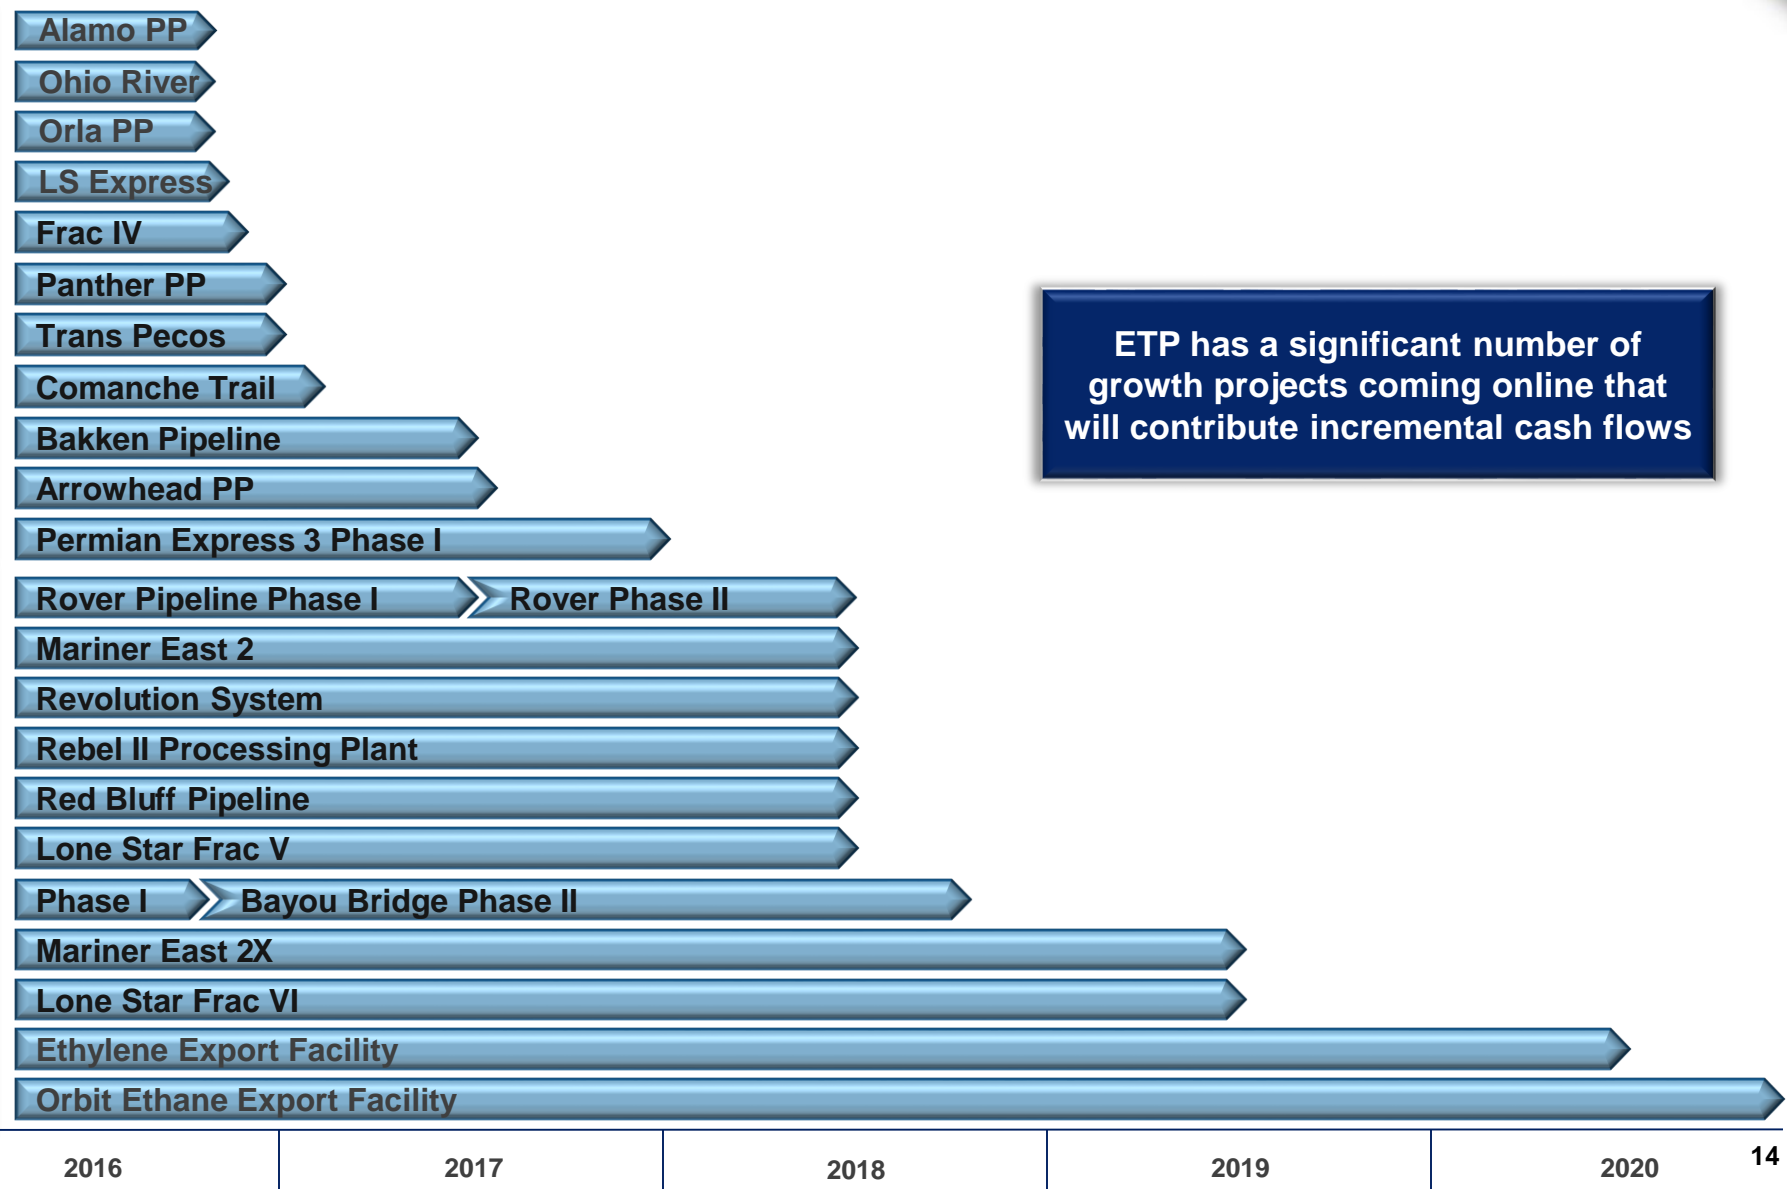 Alamo PP
Ohio River
Orla PP
LS Express
Frac IV
Panther PP
Trans Pecos
Comanche Trail
Bakken Pipeline
Arrowhead PP
Permian Express 3 Phase I
ETP has a significant number of
growth projects coming online that
will contribute incremental cash flows
Rover Pipeline Phase I Rover Phase II
Mariner East 2
Revolution System
Rebel II Processing Plant
Red Bluff Pipeline
Lone Star Frac V
Phase I Bayou Bridge Phase II
Mariner East 2X
Lone Star Frac VI
Ethylene Export Facility
Orbit Ethane Export Facility
2016 2017 2018 2019 2020
14